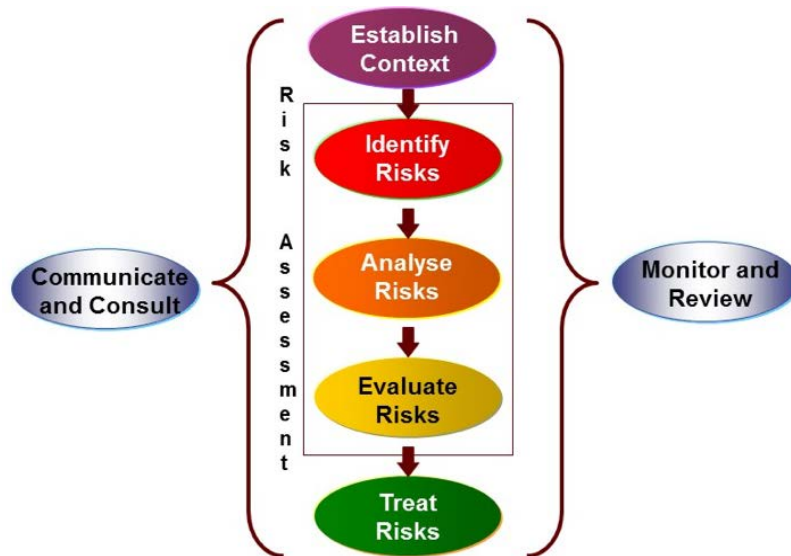 Establish
Context
Risk
Identify
Risks
Assessment
Analyse
Risks
Communicate
and Consult
Monitor and
Review
Evaluate
Risks
Treat
Risks